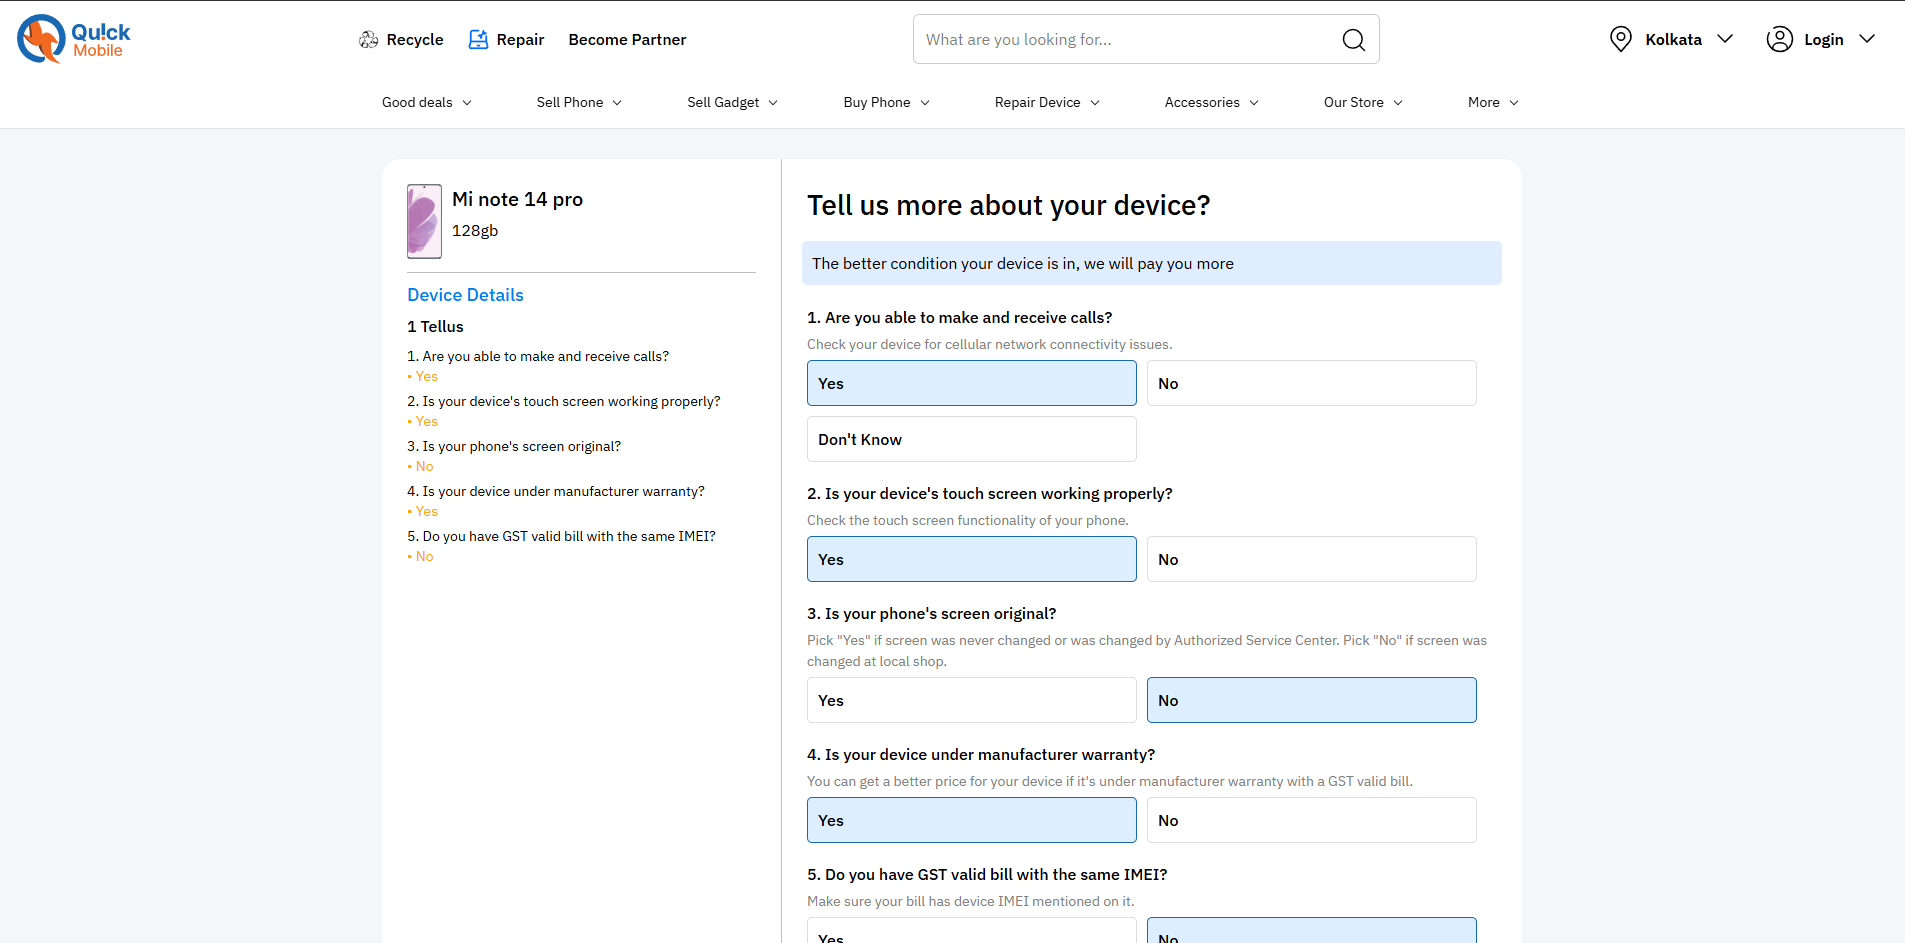 Qu!ck
Mobile
Recycle
Repair
Become Partner
What are you looking for...
Kolkata
Login
Good deals
Sell Phone
Sell Gadget
Buy Phone
Repair Device
Accessories
Our Store
More
Mi note 14 pro
128gb
Device Details
1 Tellus
1. Are you able to make and receive calls?
• Yes
2. Is your device's touch screen working properly?
• Yes
3. Is your phone's screen original?
• No
4. Is your device under manufacturer warranty?
• Yes
5. Do you have GST valid bill with the same IMEI?
• No
Tell us more about your device?
The better condition your device is in, we will pay you more
1. Are you able to make and receive calls?
Check your device for cellular network connectivity issues.
Yes
No
Don't Know
2. Is your device's touch screen working properly?
Check the touch screen functionality of your phone.
Yes
No
3. Is your phone's screen original?
Pick "Yes" if screen was never changed or was changed by Authorized Service Center. Pick "No" if screen was
changed at local shop.
Yes
No
4. Is your device under manufacturer warranty?
You can get a better price for your device if it's under manufacturer warranty with a GST valid bill.
Yes
No
5. Do you have GST valid bill with the same IMEI?
Make sure your bill has device IMEI mentioned on it.
Yes
No